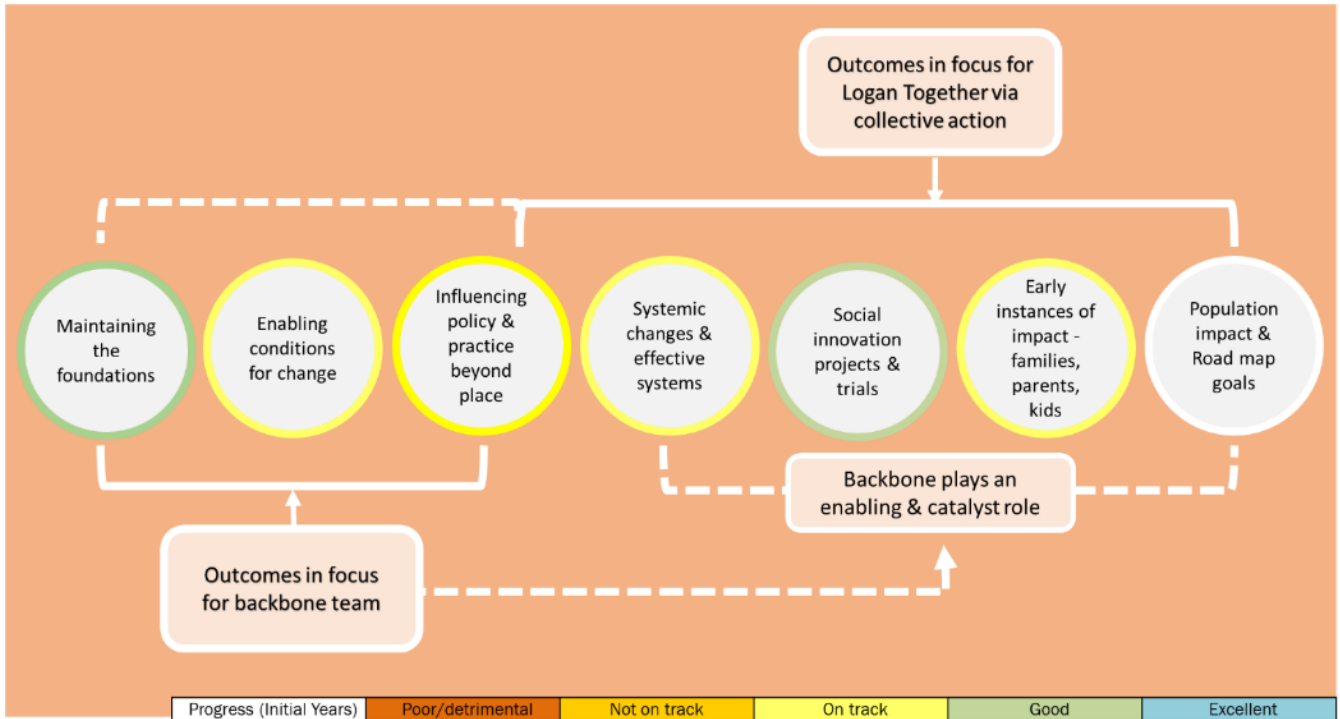 Outcomes in focus for
Logan Together via
collective action
Maintaining
the
foundations
Enabling
conditions
for change
Influencing
policy &
practice
beyond
place
Systemic
changes &
effective
systems
Social
innovation
projects &
trials
Early
instances of
impact -
families,
parents,
kids
Population
impact &
Road map
goals
Backbone plays an
enabling & catalyst role
Outcomes in focus
for backbone team
Progress (Initial Years) Poor/detrimental Not on track On track Good Excellent